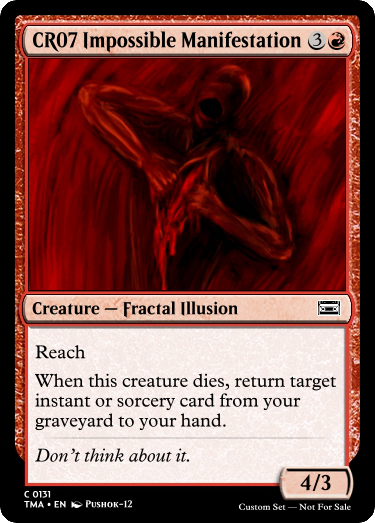 CR07 Impossible Manifestation 3
Creature — Fractal Illusion
Reach
When this creature dies, return target
instant or sorcery card from your
graveyard to your hand.
Don't think about it.
4/3
C 0131
TMA • EN Pushok-12
Custom Set — Not For Sale